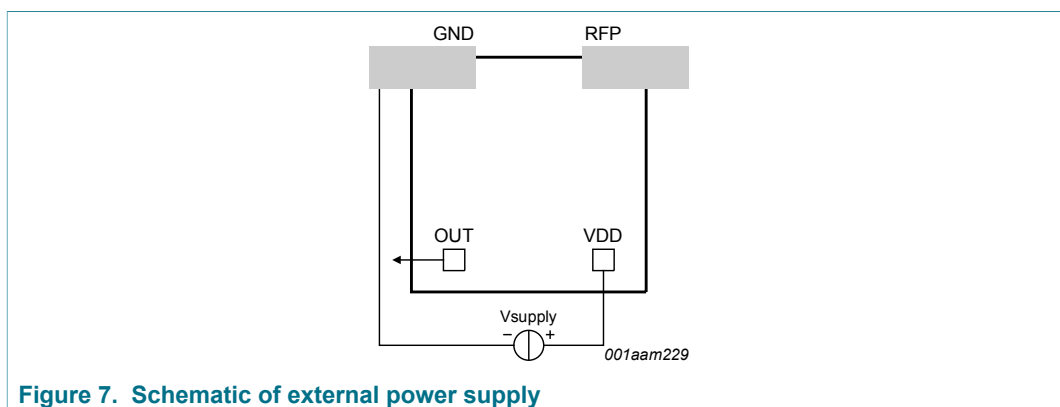 GND RFP
OUT VDD
Vsupply
− +
001aam229
Figure 7. Schematic of external power supply